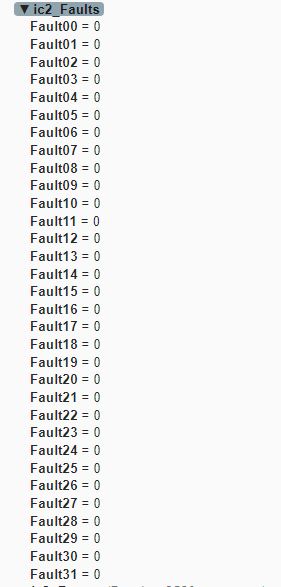 ▼ ic2_Faults
Fault00 = 0
Fault01 = 0
Fault02 = 0
Fault03 = 0
Fault04 = 0
Fault05 = 0
Fault06 = 0
Fault07 = 0
Fault08 = 0
Fault09 = 0
Fault10 = 0
Fault11 = 0
Fault12 = 0
Fault13 = 0
Fault14 = 0
Fault15 = 0
Fault16 = 0
Fault17 = 0
Fault18 = 0
Fault19 = 0
Fault20 = 0
Fault21 = 0
Fault22 = 0
Fault23 = 0
Fault24 = 0
Fault25 = 0
Fault26 = 0
Fault27 = 0
Fault28 = 0
Fault29 = 0
Fault30 = 0
Fault31 = 0